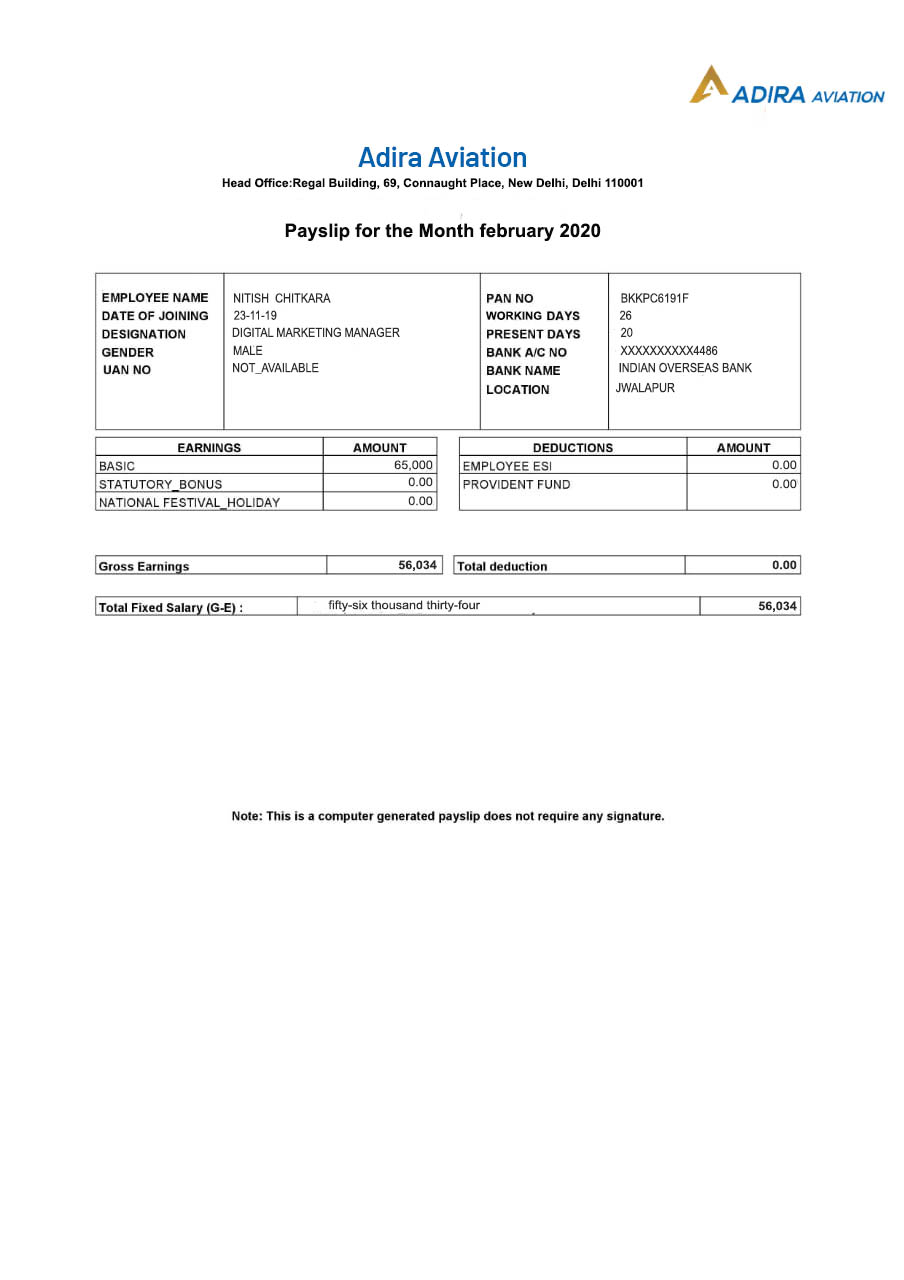 ADIRA AVIATION
Adira Aviation
Head Office:Regal Building, 69, Connaught Place, New Delhi, Delhi 110001
Payslip for the Month february 2020
EMPLOYEE NAME NITISH CHITKARA PAN NO BKKPC6191F
DATE OF JOINING 23-11-19 WORKING DAYS 26
DESIGNATION DIGITAL MARKETING MANAGER PRESENT DAYS 20
GENDER MALE BANK A/C NO XXXXXXXXXX4486
UAN NO NOT_AVAILABLE BANK NAME INDIAN OVERSEAS BANK
LOCATION JWALAPUR
EARNINGS AMOUNT DEDUCTIONS AMOUNT
BASIC 65,000 EMPLOYEE ESI 0.00
STATUTORY_BONUS 0.00 PROVIDENT FUND 0.00
NATIONAL FESTIVAL_HOLIDAY 0.00
Gross Earnings 56,034 Total deduction 0.00
Total Fixed Salary (G-E) : fifty-six thousand thirty-four 56,034
Note: This is a computer generated payslip does not require any signature.